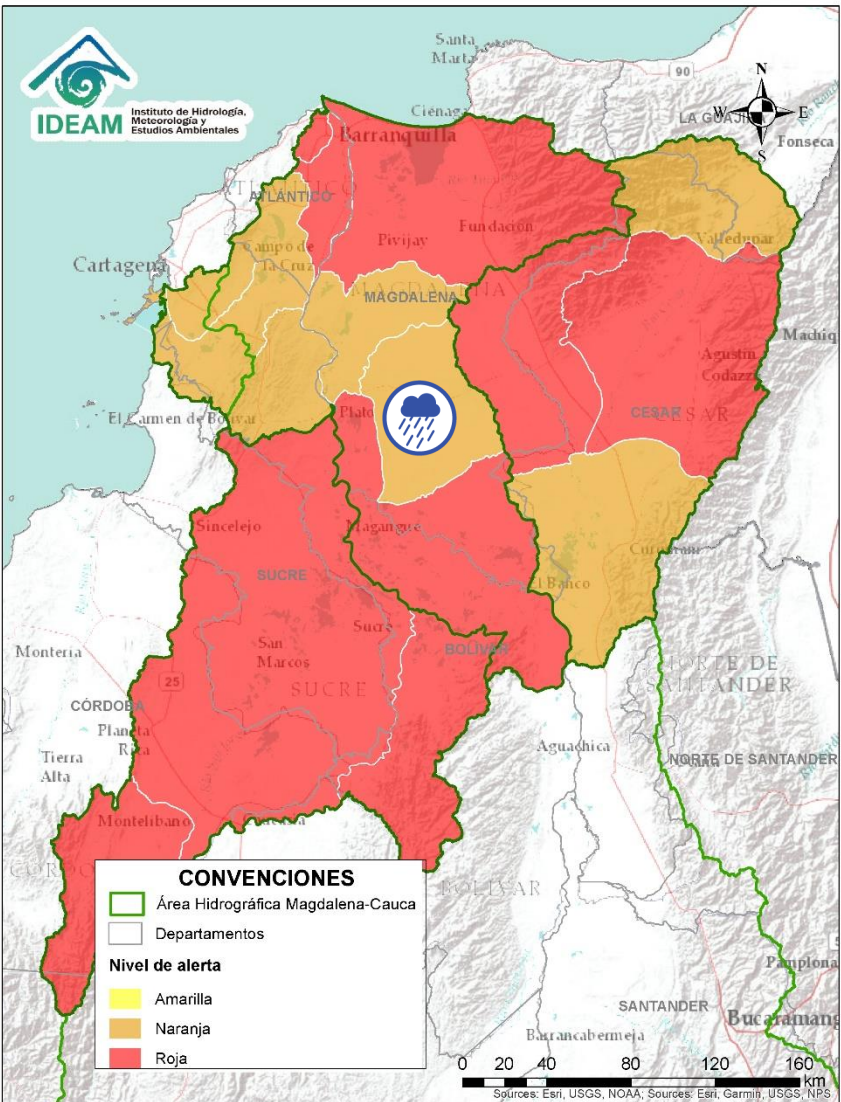 IDEAM
Instituto de Hidrología,
Meteorología y
Estudios Ambientales
Santa
Marta
90
N
W
E
S
LA GUAJI
Ciénaga
Barranquilla
Fonseca
ATLÁNTICO
ATLÁNTICO
Fundación
Pivijay
Campo de
la Cruz
Valledupar
Cartagena
MAGDALENA
MAGDALENA
Machiq
Agustín
Codazzi
El Carmen de Bolívar
Plato
CESAR
CESAR
Sincelejo
Magangué
SUCRE
El Banco
Sucre
San
Marcos
BOLÍVAR
Montería
25
SUCRE
NORTE DE
SANTANDER
CÓRDOBA
Planeta
Rica
Tierra
Alta
Aguachica
NORTE DE SANTANDER
Montelíbano
BOLÍVAR
CONVENCIONES
Área Hidrográfica Magdalena-Cauca
Departamentos
Nivel de alerta
Amarilla
Naranja
Roja
Pamplona
SANTANDER
Bucaramang
Barrancabermeja
0 20 40 80 120 160
km
Sources: Esri, USGS, NOAA; Sources: Esri, Garmin, USGS, NPS